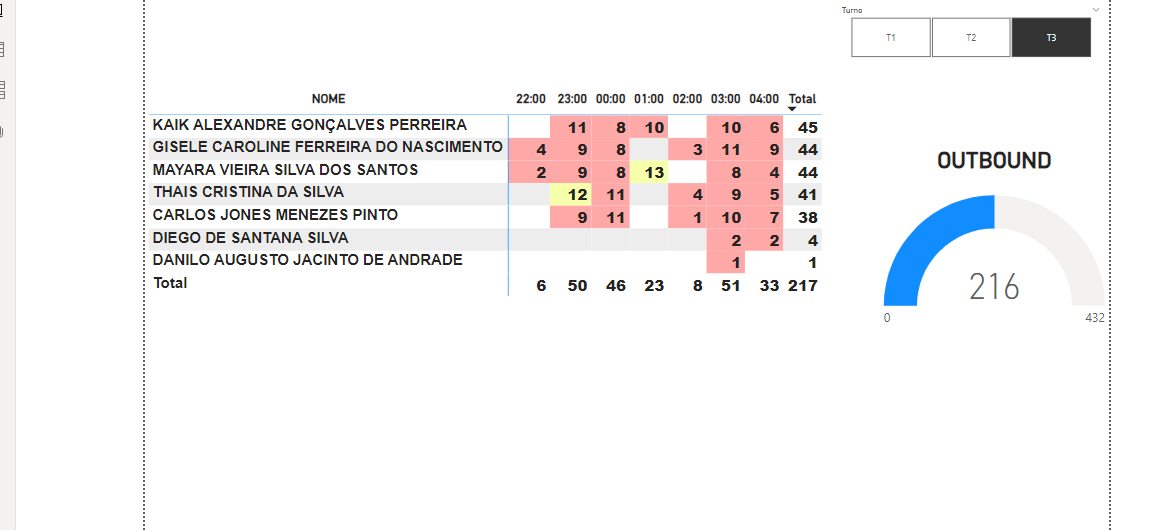 Turno
T1 T2 T3
NOME 22:00 23:00 00:00 01:00 02:00 03:00 04:00 Total
KAIK ALEXANDRE GONÇALVES PERREIRA 11 8 10 10 6 45
GISELE CAROLINE FERREIRA DO NASCIMENTO 4 9 8 3 11 9 44
MAYARA VIEIRA SILVA DOS SANTOS 2 9 8 13 8 4 44
THAIS CRISTINA DA SILVA 12 11 4 9 5 41
CARLOS JONES MENEZES PINTO 9 11 1 10 7 38
DIEGO DE SANTANA SILVA 2 2 4
DANILO AUGUSTO JACINTO DE ANDRADE 1 1
Total 6 50 46 23 8 51 33 217
OUTBOUND
216
0 432